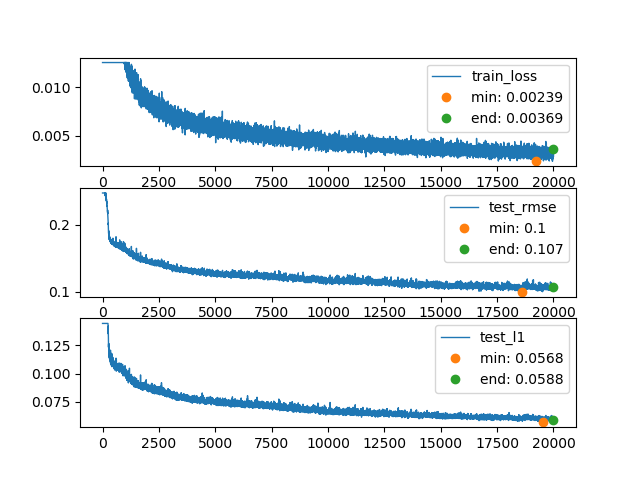 train_loss
min: 0.00239
end: 0.00369
0.010
0.005
0 2500 5000 7500 10000 12500 15000 17500 20000
test_rmse
min: 0.1
end: 0.107
0.2
0.1
0 2500 5000 7500 10000 12500 15000 17500 20000
test_l1
min: 0.0568
end: 0.0588
0.125
0.100
0.075
0 2500 5000 7500 10000 12500 15000 17500 20000